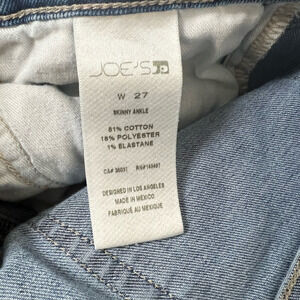 JOE'S
W 27
SKINNY ANKLE
81% COTTON
18% POLYESTER
1% ELASTANE
DESIGNED IN LOS ANGELES
MADE IN MEXICO
FABRIQUÉ AU MEXIQUE